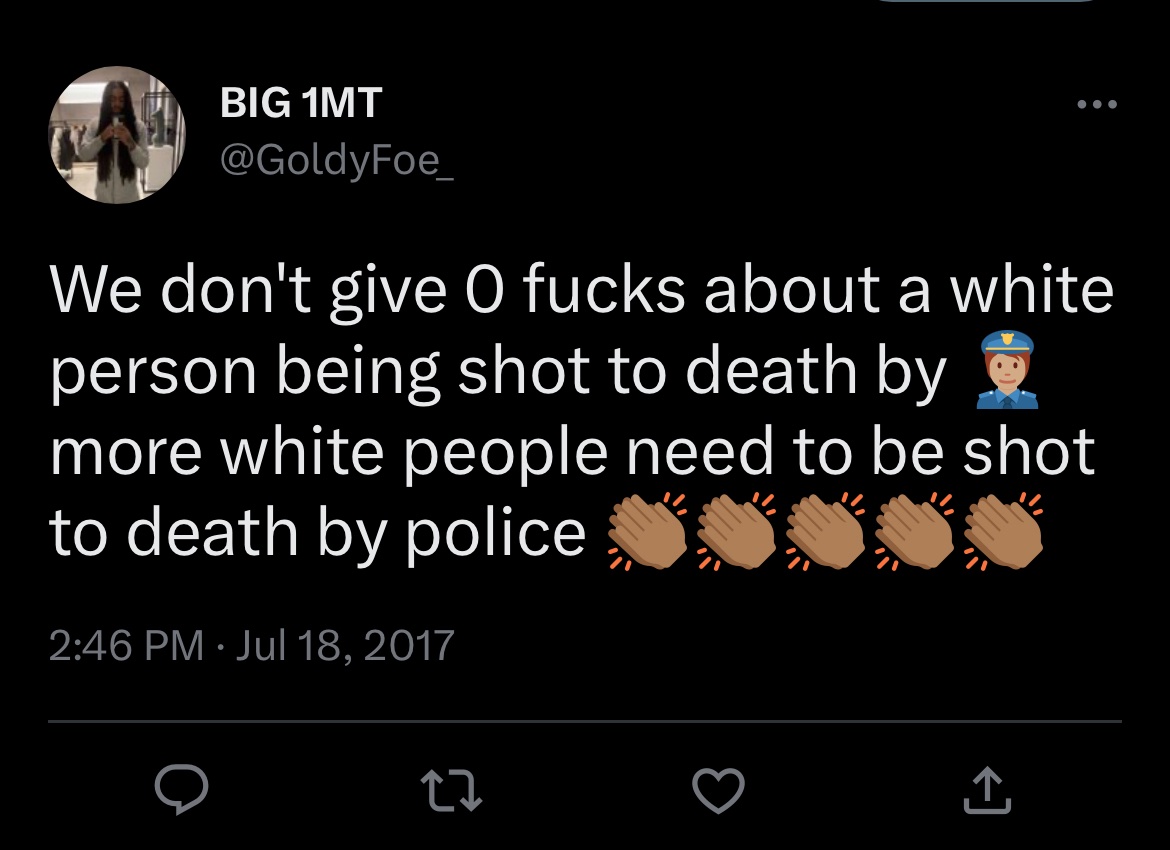 BIG 1MT
@GoldyFoe_
We don't give 0 fucks about a white
person being shot to death by 👮🏼
more white people need to be shot
to death by police 👏🏽👏🏽👏🏽👏🏽👏🏽
2:46 PM · Jul 18, 2017